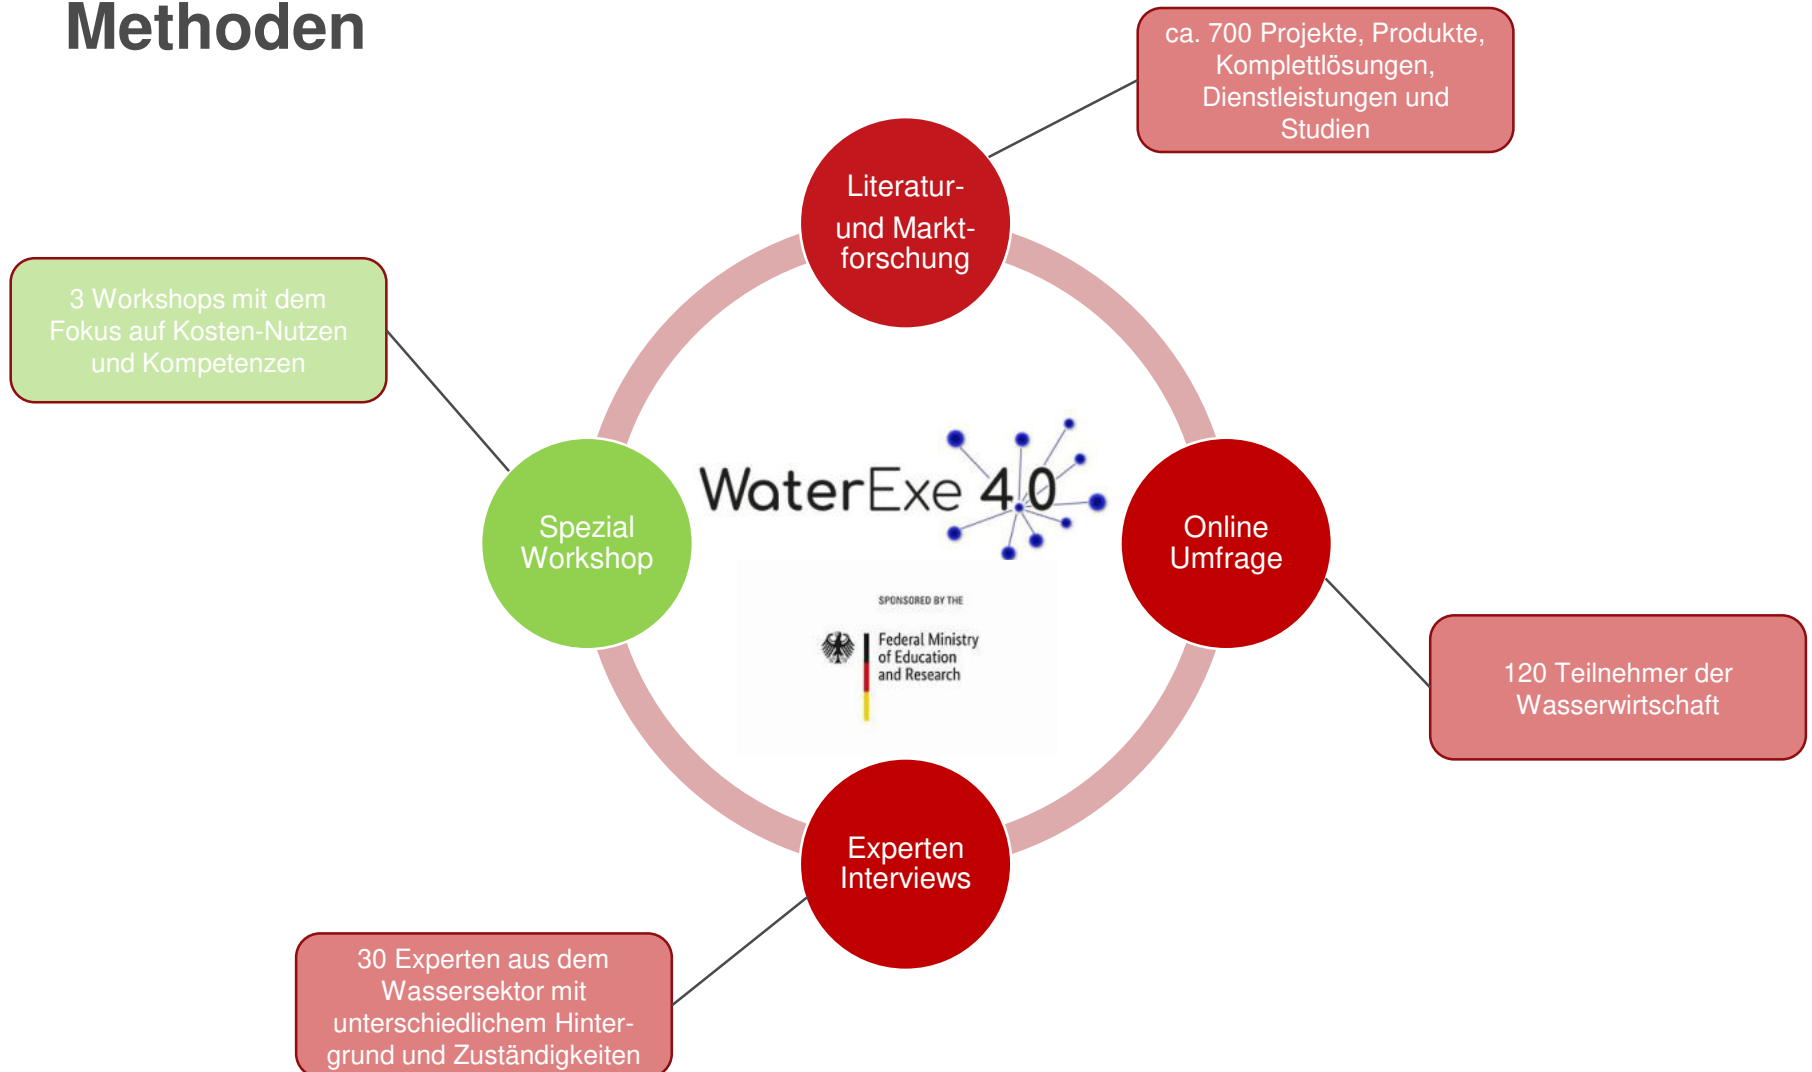 Methoden
ca. 700 Projekte, Produkte,
Komplettlösungen,
Dienstleistungen und
Studien
Literatur-
und Markt-
forschung
3 Workshops mit dem
Fokus auf Kosten-Nutzen
und Kompetenzen
WaterExe 4.0
Spezial
Workshop
Online
Umfrage
SPONSORED BY THE
Federal Ministry
of Education
and Research
120 Teilnehmer der
Wasserwirtschaft
Experten
Interviews
30 Experten aus dem
Wassersektor mit
unterschiedlichem Hinter-
grund und Zuständigkeiten